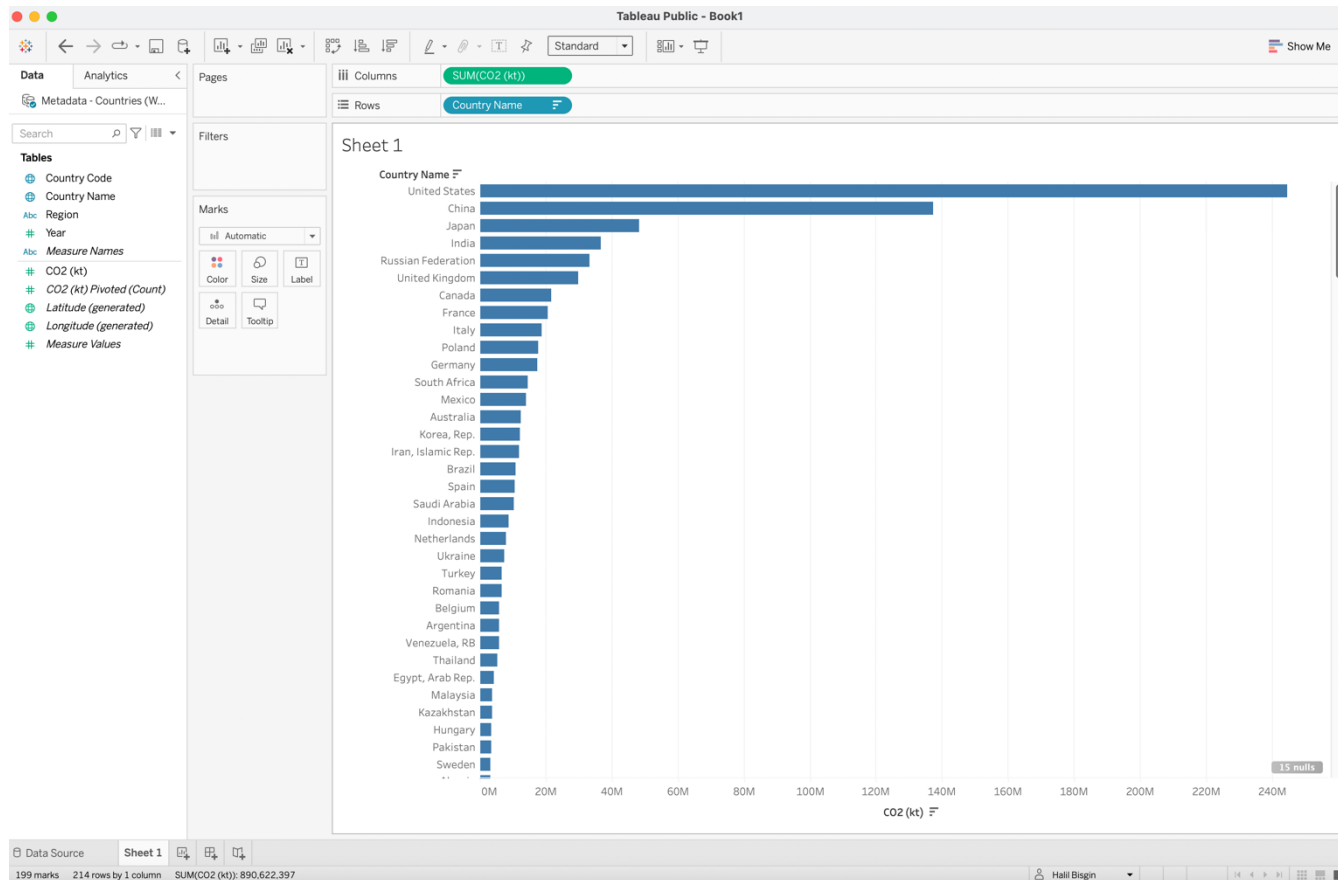 Tableau Public - Book1
Standard
Show Me
Data Analytics
Metadata - Countries (W...
Search
Tables
Country Code
Country Name
Abc Region
# Year
Abc Measure Names
# CO2 (kt)
# CO2 (kt) Pivoted (Count)
Latitude (generated)
Longitude (generated)
# Measure Values
Pages
Filters
Marks
Automatic
Color Size Label
Detail Tooltip
Columns SUM(CO2 (kt))
Rows Country Name
Sheet 1
Country Name
United States
China
Japan
India
Russian Federation
United Kingdom
Canada
France
Italy
Poland
Germany
South Africa
Mexico
Australia
Korea, Rep.
Iran, Islamic Rep.
Brazil
Spain
Saudi Arabia
Indonesia
Netherlands
Ukraine
Turkey
Romania
Belgium
Argentina
Venezuela, RB
Thailand
Egypt, Arab Rep.
Malaysia
Kazakhstan
Hungary
Pakistan
Sweden
15 nulls
0M 20M 40M 60M 80M 100M 120M 140M 160M 180M 200M 220M 240M
CO2 (kt)
Data Source Sheet 1
199 marks 214 rows by 1 column SUM(CO2 (kt)): 890,622,397
Halil Bisgin